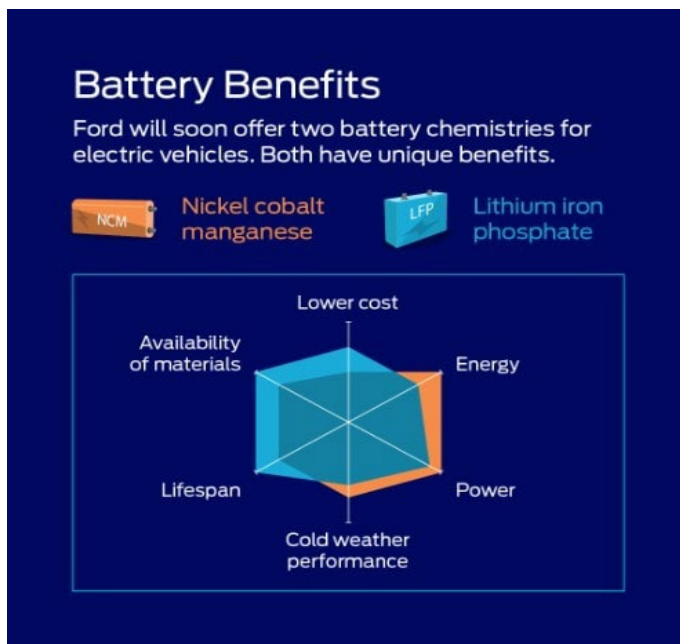 Battery Benefits
Ford will soon offer two battery chemistries for
electric vehicles. Both have unique benefits.
NCM
Nickel cobalt
manganese
LFP
Lithium iron
phosphate
Lower cost
Availability
of materials
Energy
Lifespan
Power
Cold weather
performance